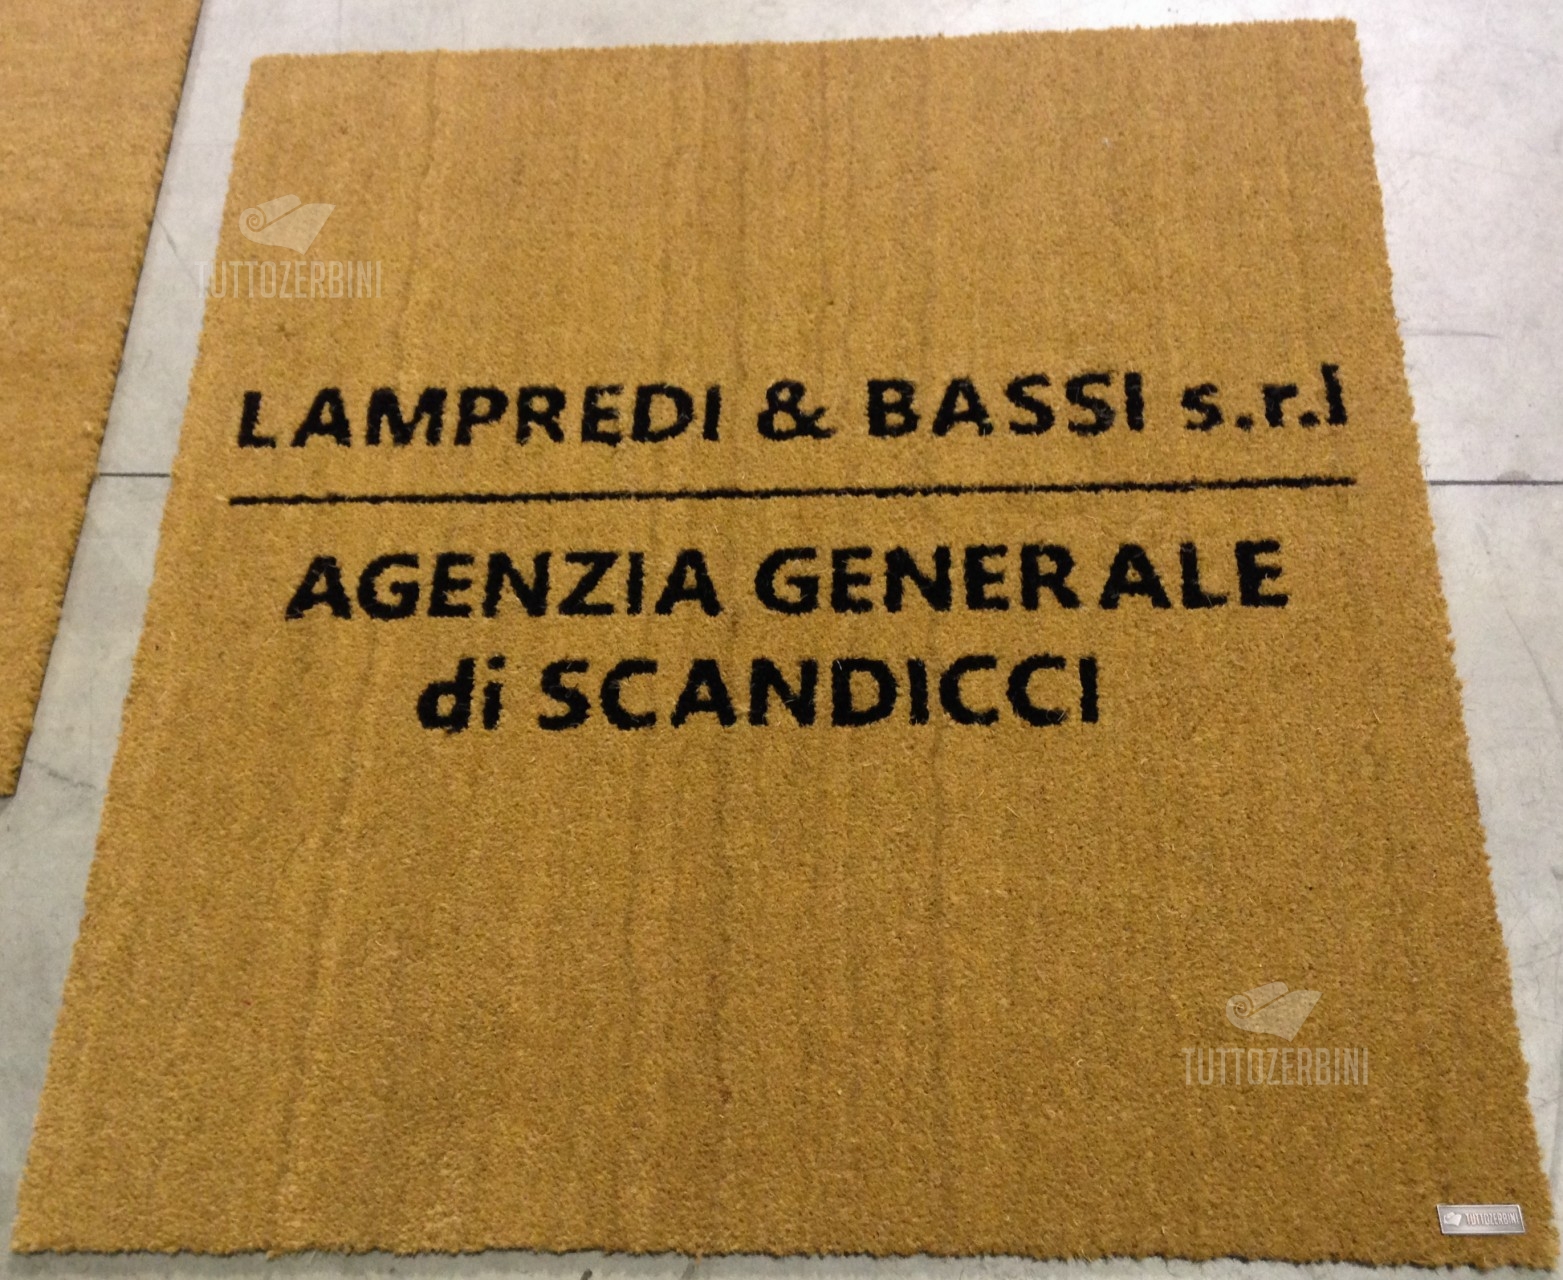 TUTTOZERBINI
LAMPREDI & BASSI s.r.l
AGENZIA GENERALE
di SCANDICCI
TUTTOZERBINI
TUTTOZERBINI